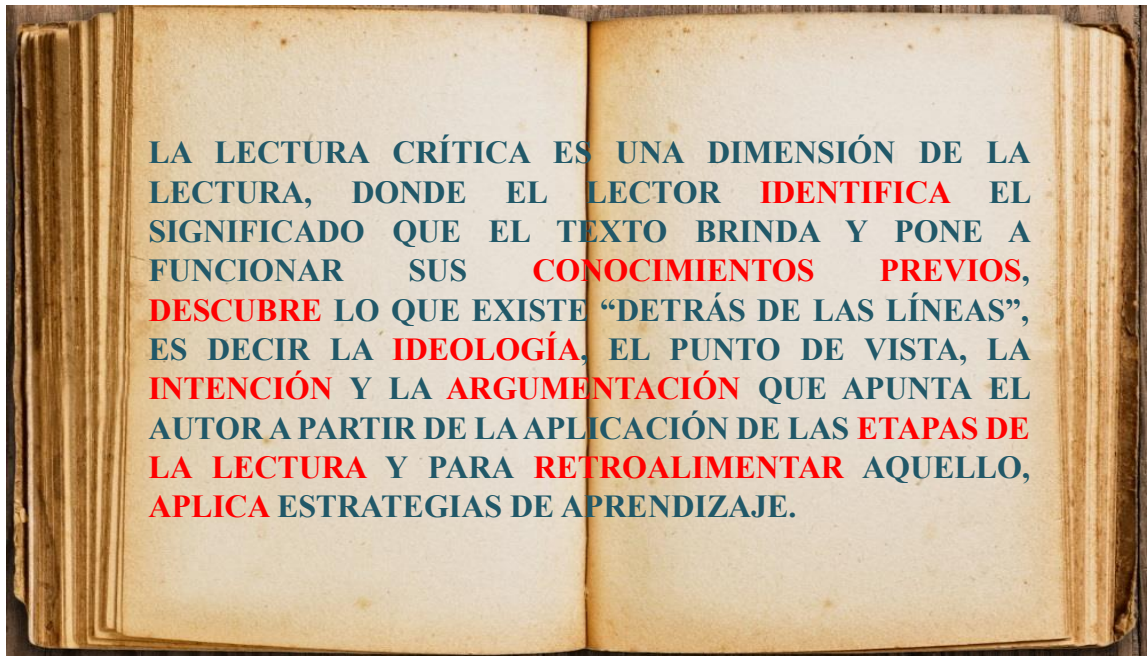 LA LECTURA CRÍTICA ES UNA DIMENSIÓN DE LA
LECTURA, DONDE EL LECTOR IDENTIFICA EL
SIGNIFICADO QUE EL TEXTO BRINDA Y PONE A
FUNCIONAR SUS CONOCIMIENTOS PREVIOS,
DESCUBRE LO QUE EXISTE “DETRÁS DE LAS LÍNEAS”,
ES DECIR LA IDEOLOGÍA, EL PUNTO DE VISTA, LA
INTENCIÓN Y LA ARGUMENTACIÓN QUE APUNTA EL
AUTOR A PARTIR DE LA APLICACIÓN DE LAS ETAPAS DE
LA LECTURA Y PARA RETROALIMENTAR AQUELLO,
APLICA ESTRATEGIAS DE APRENDIZAJE.